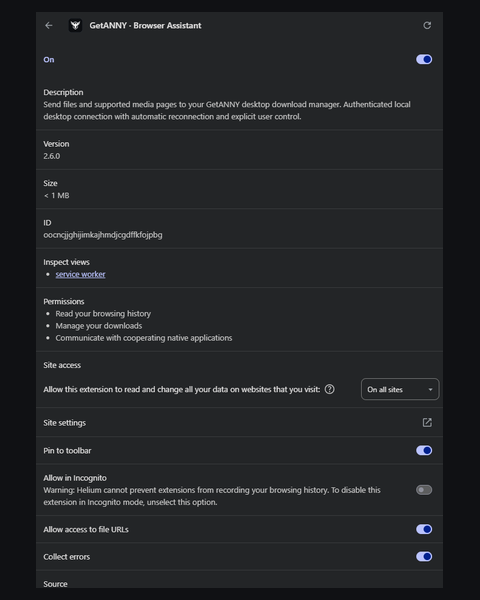 GetANNY - Browser Assistant
On
Description
Send files and supported media pages to your GetANNY desktop download manager. Authenticated local
desktop connection with automatic reconnection and explicit user control.
Version
2.6.0
Size
< 1 MB
ID
oocncjjghijimkajhmdjcgdffkfojpbg
Inspect views
service worker
Permissions
Read your browsing history
Manage your downloads
Communicate with cooperating native applications
Site access
Allow this extension to read and change all your data on websites that you visit:
On all sites
Site settings
Pin to toolbar
Allow in Incognito
Warning: Helium cannot prevent extensions from recording your browsing history. To disable this
extension in Incognito mode, unselect this option.
Allow access to file URLs
Collect errors
Source